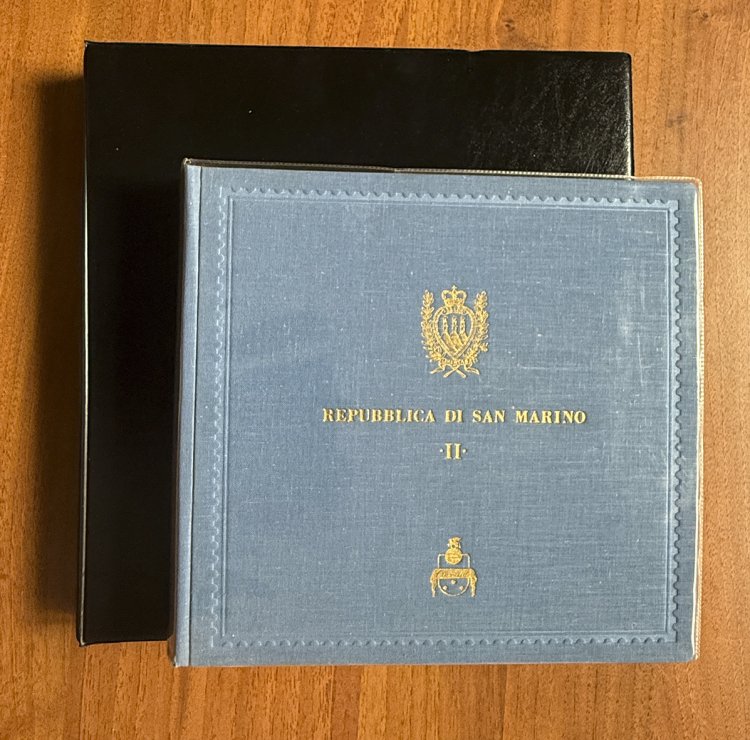 REPUBBLICA DI SAN MARINO
·II·